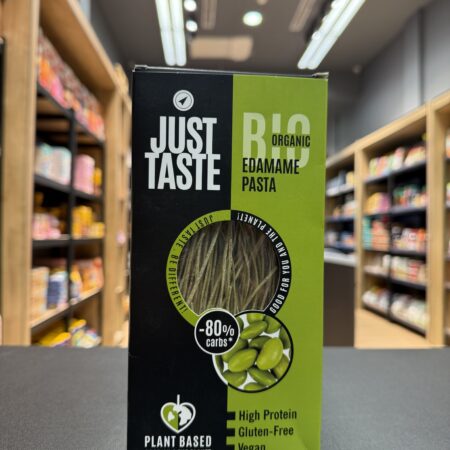 JUST
TASTE
BIO
ORGANIC
EDAMAME
PASTA
JUST TASTE BE DIFFERENT!
GOOD FOR YOU AND THE PLANET!
-80%
carbs*
PLANT BASED
High Protein
Gluten-Free
Vegan